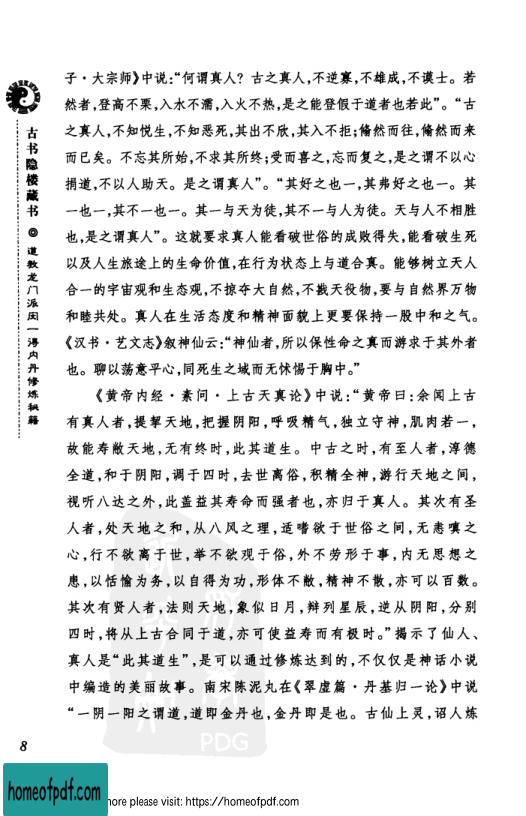 子·大宗师》中说:“何谓真人? 古之真人,不逆寡,不雄成,不谟士。若
然者,登高不栗,入水不濡,入火不热,是之能登假于道者也若此”。“古
之真人,不知悦生,不知恶死,其出不欣,其入不拒;翛然而往,翛然而来
而已矣。不忘其所始,不求其所终;受而喜之,忘而复之,是之谓不以心
捐道,不以人助天。是之谓真人”。“其好之也一,其弗好之也一。其
一也一,其不一也一。其一与天为徒,其不一与人为徒。天与人不相胜
也,是之谓真人”。这就要求真人能看破世俗的成败得失,能看破生死
以及人生旅途上的生命价值,在行为状态上与道合真。能够树立天人
合一的宇宙观和生态观,不掠夺大自然,不戡天役物,要与自然界万物
和睦共处。真人在生活态度和精神面貌上更要保持一股中和之气。
《汉书·艺文志》叙神仙云:“神仙者,所以保性命之真而游求于其外者
也。聊以荡意平心,同死生之域而无怵惕于胸中。”
《黄帝内经·素问·上古天真论》中说:“黄帝曰:余闻上古
有真人者,提挈天地,把握阴阳,呼吸精气,独立守神,肌肉若一,
故能寿敝天地,无有终时,此其道生。中古之时,有至人者,淳德
全道,和于阴阳,调于四时,去世离俗,积精全神,游行天地之间,
视听八达之外,此盖益其寿命而强者也,亦归于真人。其次有圣
人者,处天地之和,从八风之理,适嗜欲于世俗之间,无恚嗔之
心,行不欲离于世,举不欲观于俗,外不劳形于事,内无思想之
患,以恬愉为务,以自得为功,形体不敝,精神不散,亦可以百数。
其次有贤人者,法则天地,象似日月,辩列星辰,逆从阴阳,分别
四时,将从上古合同于道,亦可使益寿而有极时。”揭示了仙人、
真人是“此其道生”,是可以通过修炼达到的,不仅仅是神话小说
中编造的美丽故事。南宋陈泥丸在《翠虚篇·丹基归一论》中说
“一阴一阳之谓道,道即金丹也,金丹即是也。古仙上灵,诏人炼
古书隐楼藏书 ◎ 道教龙门派闵一得内丹修炼秘籍
8
PDG
homeofpdf.com
more please visit: https://homeofpdf.com